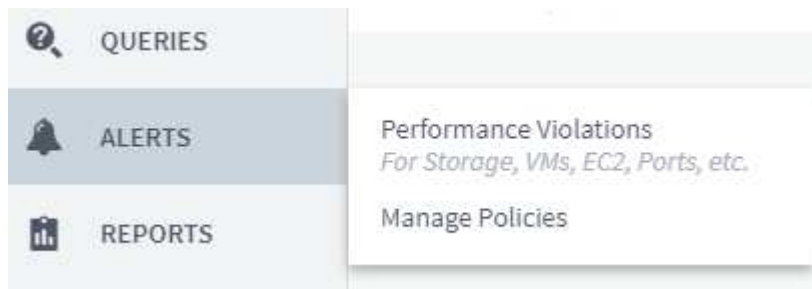 QUERIES
ALERTS
Performance Violations
For Storage, VMs, EC2, Ports, etc.
Manage Policies
REPORTS